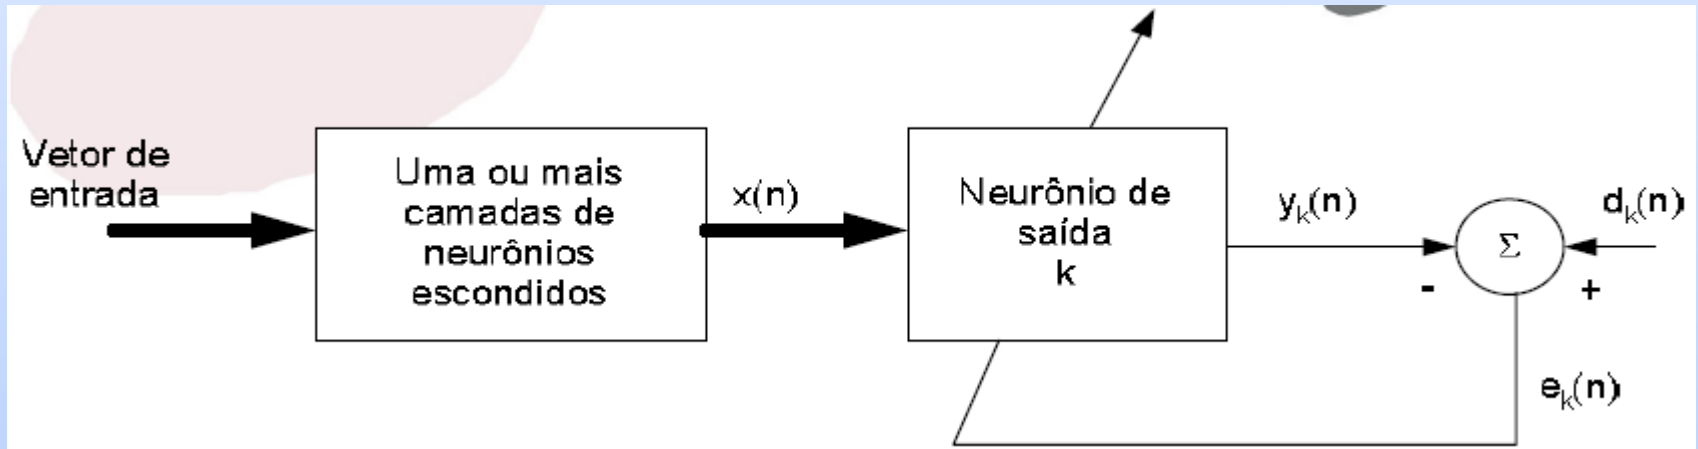 Vetor de
entrada
Uma ou mais
camadas de
neurônios
escondidos
x(n)
Neurônio de
saída
k
yₖ(n)
Σ
dₖ(n)
-
+
eₖ(n)